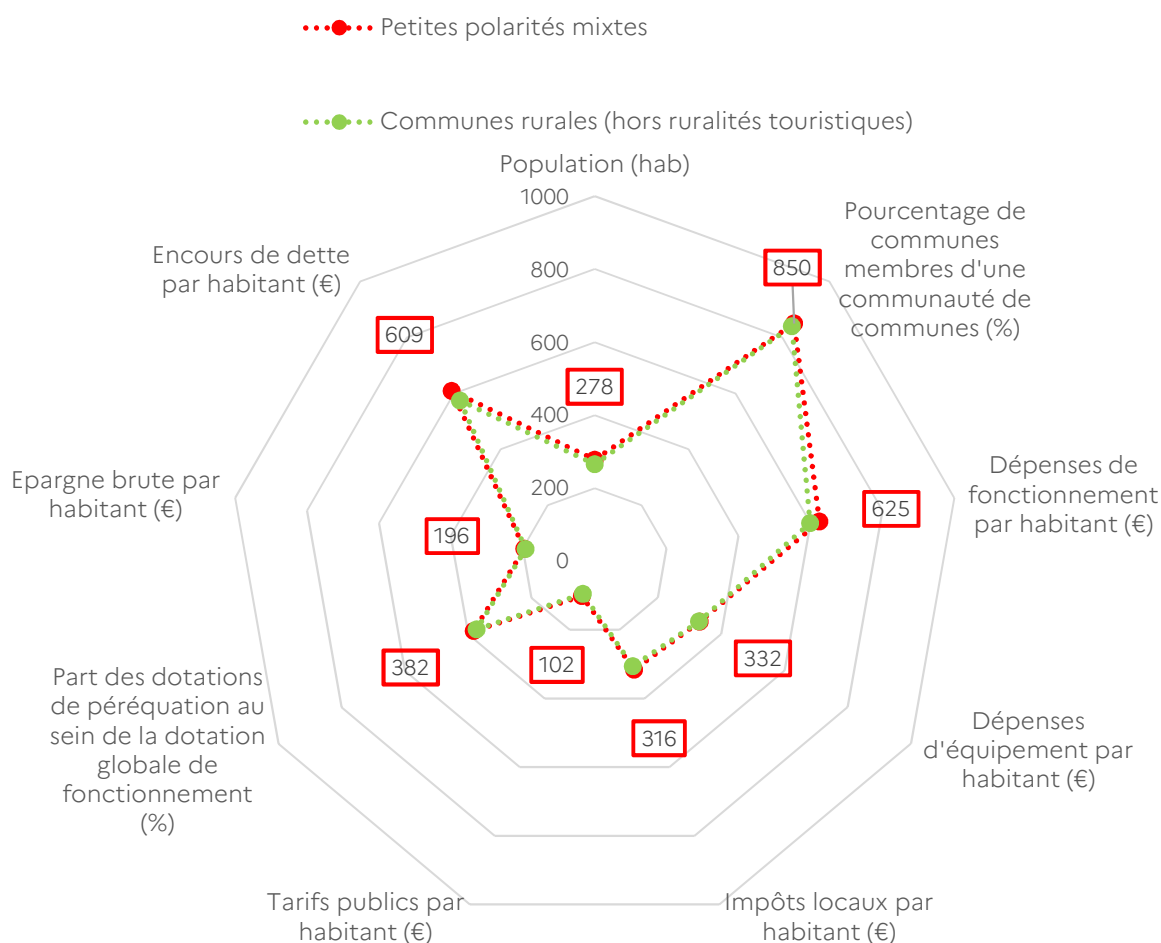 Petites polarités mixtes
Communes rurales (hors ruralités touristiques)
Population (hab)
1000
800
600
400
200
0
Pourcentage de
communes
membres d'une
communauté de
communes (%)
850
Dépenses de
fonctionnement
par habitant (€)
625
Dépenses
d'équipement par
habitant (€)
332
Impôts locaux par
habitant (€)
316
Tarifs publics par
habitant (€)
102
Part des dotations
de péréquation au
sein de la dotation
globale de
fonctionnement
(%)
382
Epargne brute par
habitant (€)
196
Encours de dette
par habitant (€)
609
278